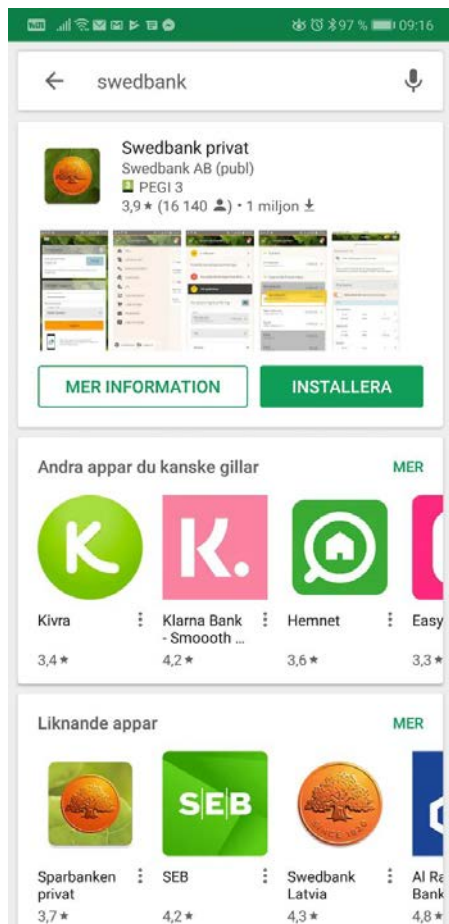 97 % 09:16
swedbank
Swedbank privat
Swedbank AB (publ)
PEGI 3
3,9 ★ (16 140 ) • 1 miljon
MER INFORMATION
INSTALLERA
Andra appar du kanske gillar MER
K
K.
Kivra
Klarna Bank
- Smoooth ...
Hemnet
Easy
3,4 ★
4,2 ★
3,6 ★
3,3 ★
Liknande appar MER
S|E|B
SINCE 1820
Sparbanken
privat
SEB
Swedbank
Latvia
Al Ra
Bank
3,7 ★
4,2 ★
4,3 ★
4,8 ★